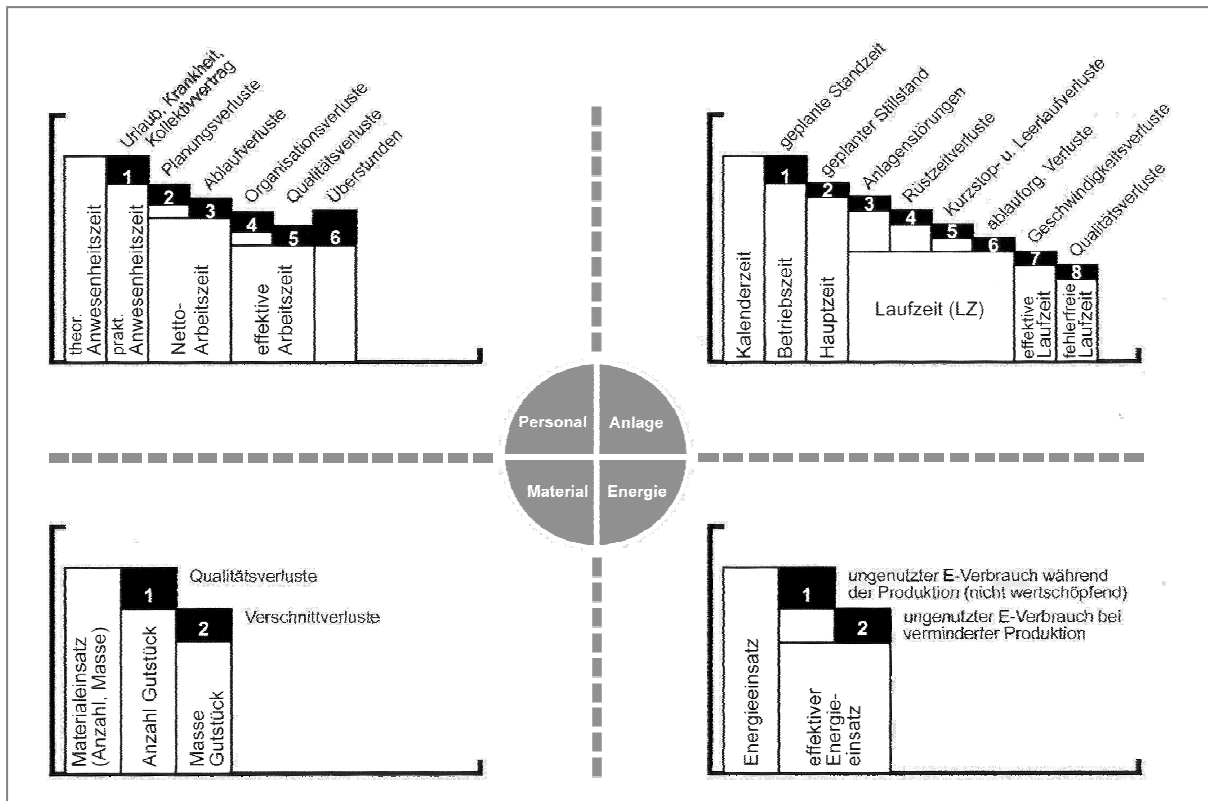 Urlaub, Krankheit,
Kollektivvertrag
Planungsverluste
Ablaufverluste
Organisationsverluste
Qualitätsverluste
Überstunden
1
2
3
4
5
6
theor.
Anwesenheitszeit
prakt.
Anwesenheitszeit
Netto-
Arbeitszeit
effektive
Arbeitszeit
geplante Standzeit
geplanter Stillstand
Anlagenstörungen
Rüstzeitverluste
Kurzstop- u. Leerlaufverluste
ablauforg. Verluste
Geschwindigkeitsverluste
Qualitätsverluste
1
2
3
4
5
6
7
8
Kalenderzeit
Betriebszeit
Hauptzeit
Laufzeit (LZ)
effektive
Laufzeit
fehlerfreie
Laufzeit
Personal
Anlage
Material
Energie
Qualitätsverluste
Verschnittverluste
1
2
Materialeinsatz
(Anzahl, Masse)
Anzahl Gutstück
Masse
Gutstück
ungenutzter E-Verbrauch während
der Produktion (nicht wertschöpfend)
ungenutzter E-Verbrauch bei
verminderter Produktion
1
2
Energieeinsatz
effektiver
Energie-
einsatz